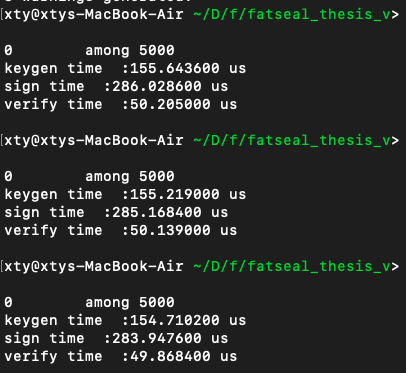 [xty@xtys-MacBook-Air ~/D/f/fatseal_thesis_v>
0 among 5000
keygen time :155.643600 us
sign time :286.028600 us
verify time :50.205000 us
[xty@xtys-MacBook-Air ~/D/f/fatseal_thesis_v>
0 among 5000
keygen time :155.219000 us
sign time :285.168400 us
verify time :50.139000 us
[xty@xtys-MacBook-Air ~/D/f/fatseal_thesis_v>
0 among 5000
keygen time :154.710200 us
sign time :283.947600 us
verify time :49.868400 us